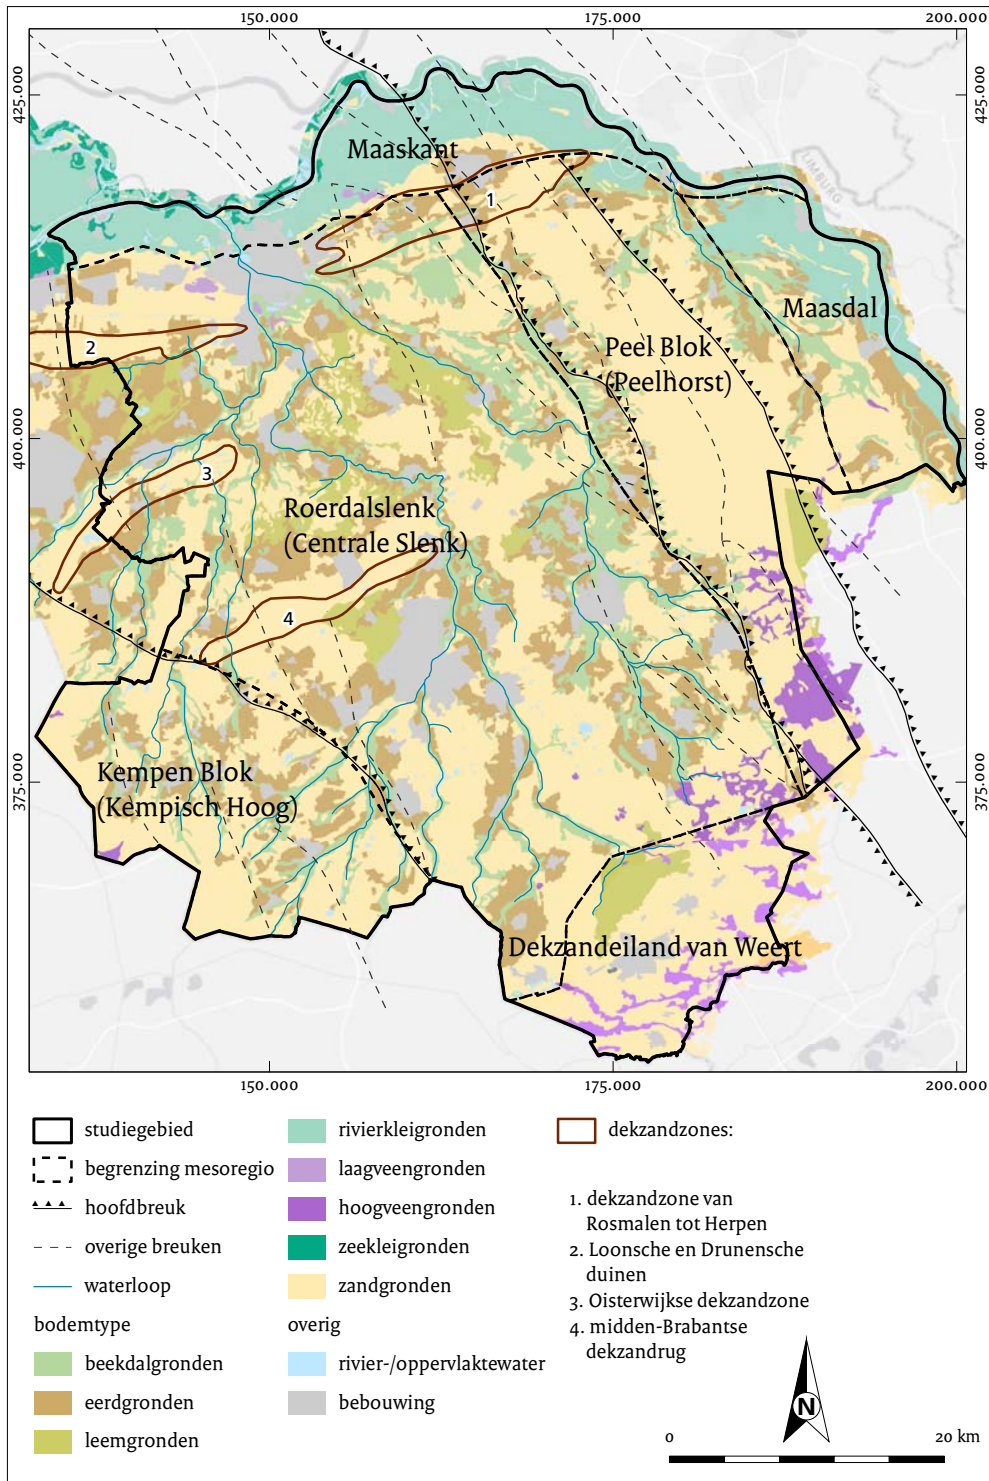 150.000
175.000
200.000
425.000
425.000
LIMBURG
Maaskant
1
Maasdal
2
Peel Blok
(Peelhorst)
400.000
400.000
3
Roerdalslenk
(Centrale Slenk)
4
375.000
375.000
Kempen Blok
(Kempisch Hoog)
Dekzandeiland van Weert
150.000
175.000
200.000
studiegebied
begrenzing mesoregio
hoofdbreuk
overige breuken
waterloop
bodemtype
beekdalgronden
eerdgronden
leemgronden
rivierkleigronden
laagveengronden
hoogveengronden
zeekleigronden
zandgronden
overig
rivier-/oppervlaktewater
bebouwing
dekzandzones:
1. dekzandzone van
Rosmalen tot Herpen
2. Loonsche en Drunensche
duinen
3. Oisterwijkse dekzandzone
4. midden-Brabantse
dekzandrug
N
0
20 km